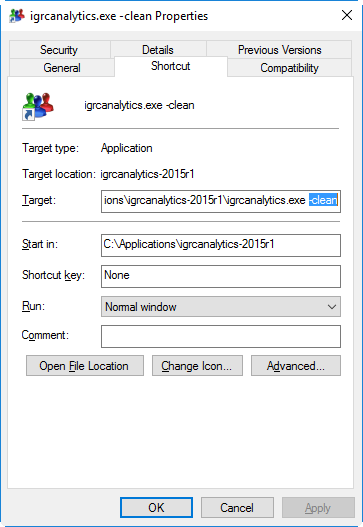 igrcanalytics.exe -clean Properties
Security Details Previous Versions
General Shortcut Compatibility
igrcanalytics.exe -clean
Target type: Application
Target location: igrcanalytics-2015r1
Target: ions\igrcanalytics-2015r1\igrcanalytics.exe -clean
Start in: C:\Applications\igrcanalytics-2015r1
Shortcut key: None
Run: Normal window
Comment:
Open File Location Change Icon... Advanced...
OK Cancel Apply